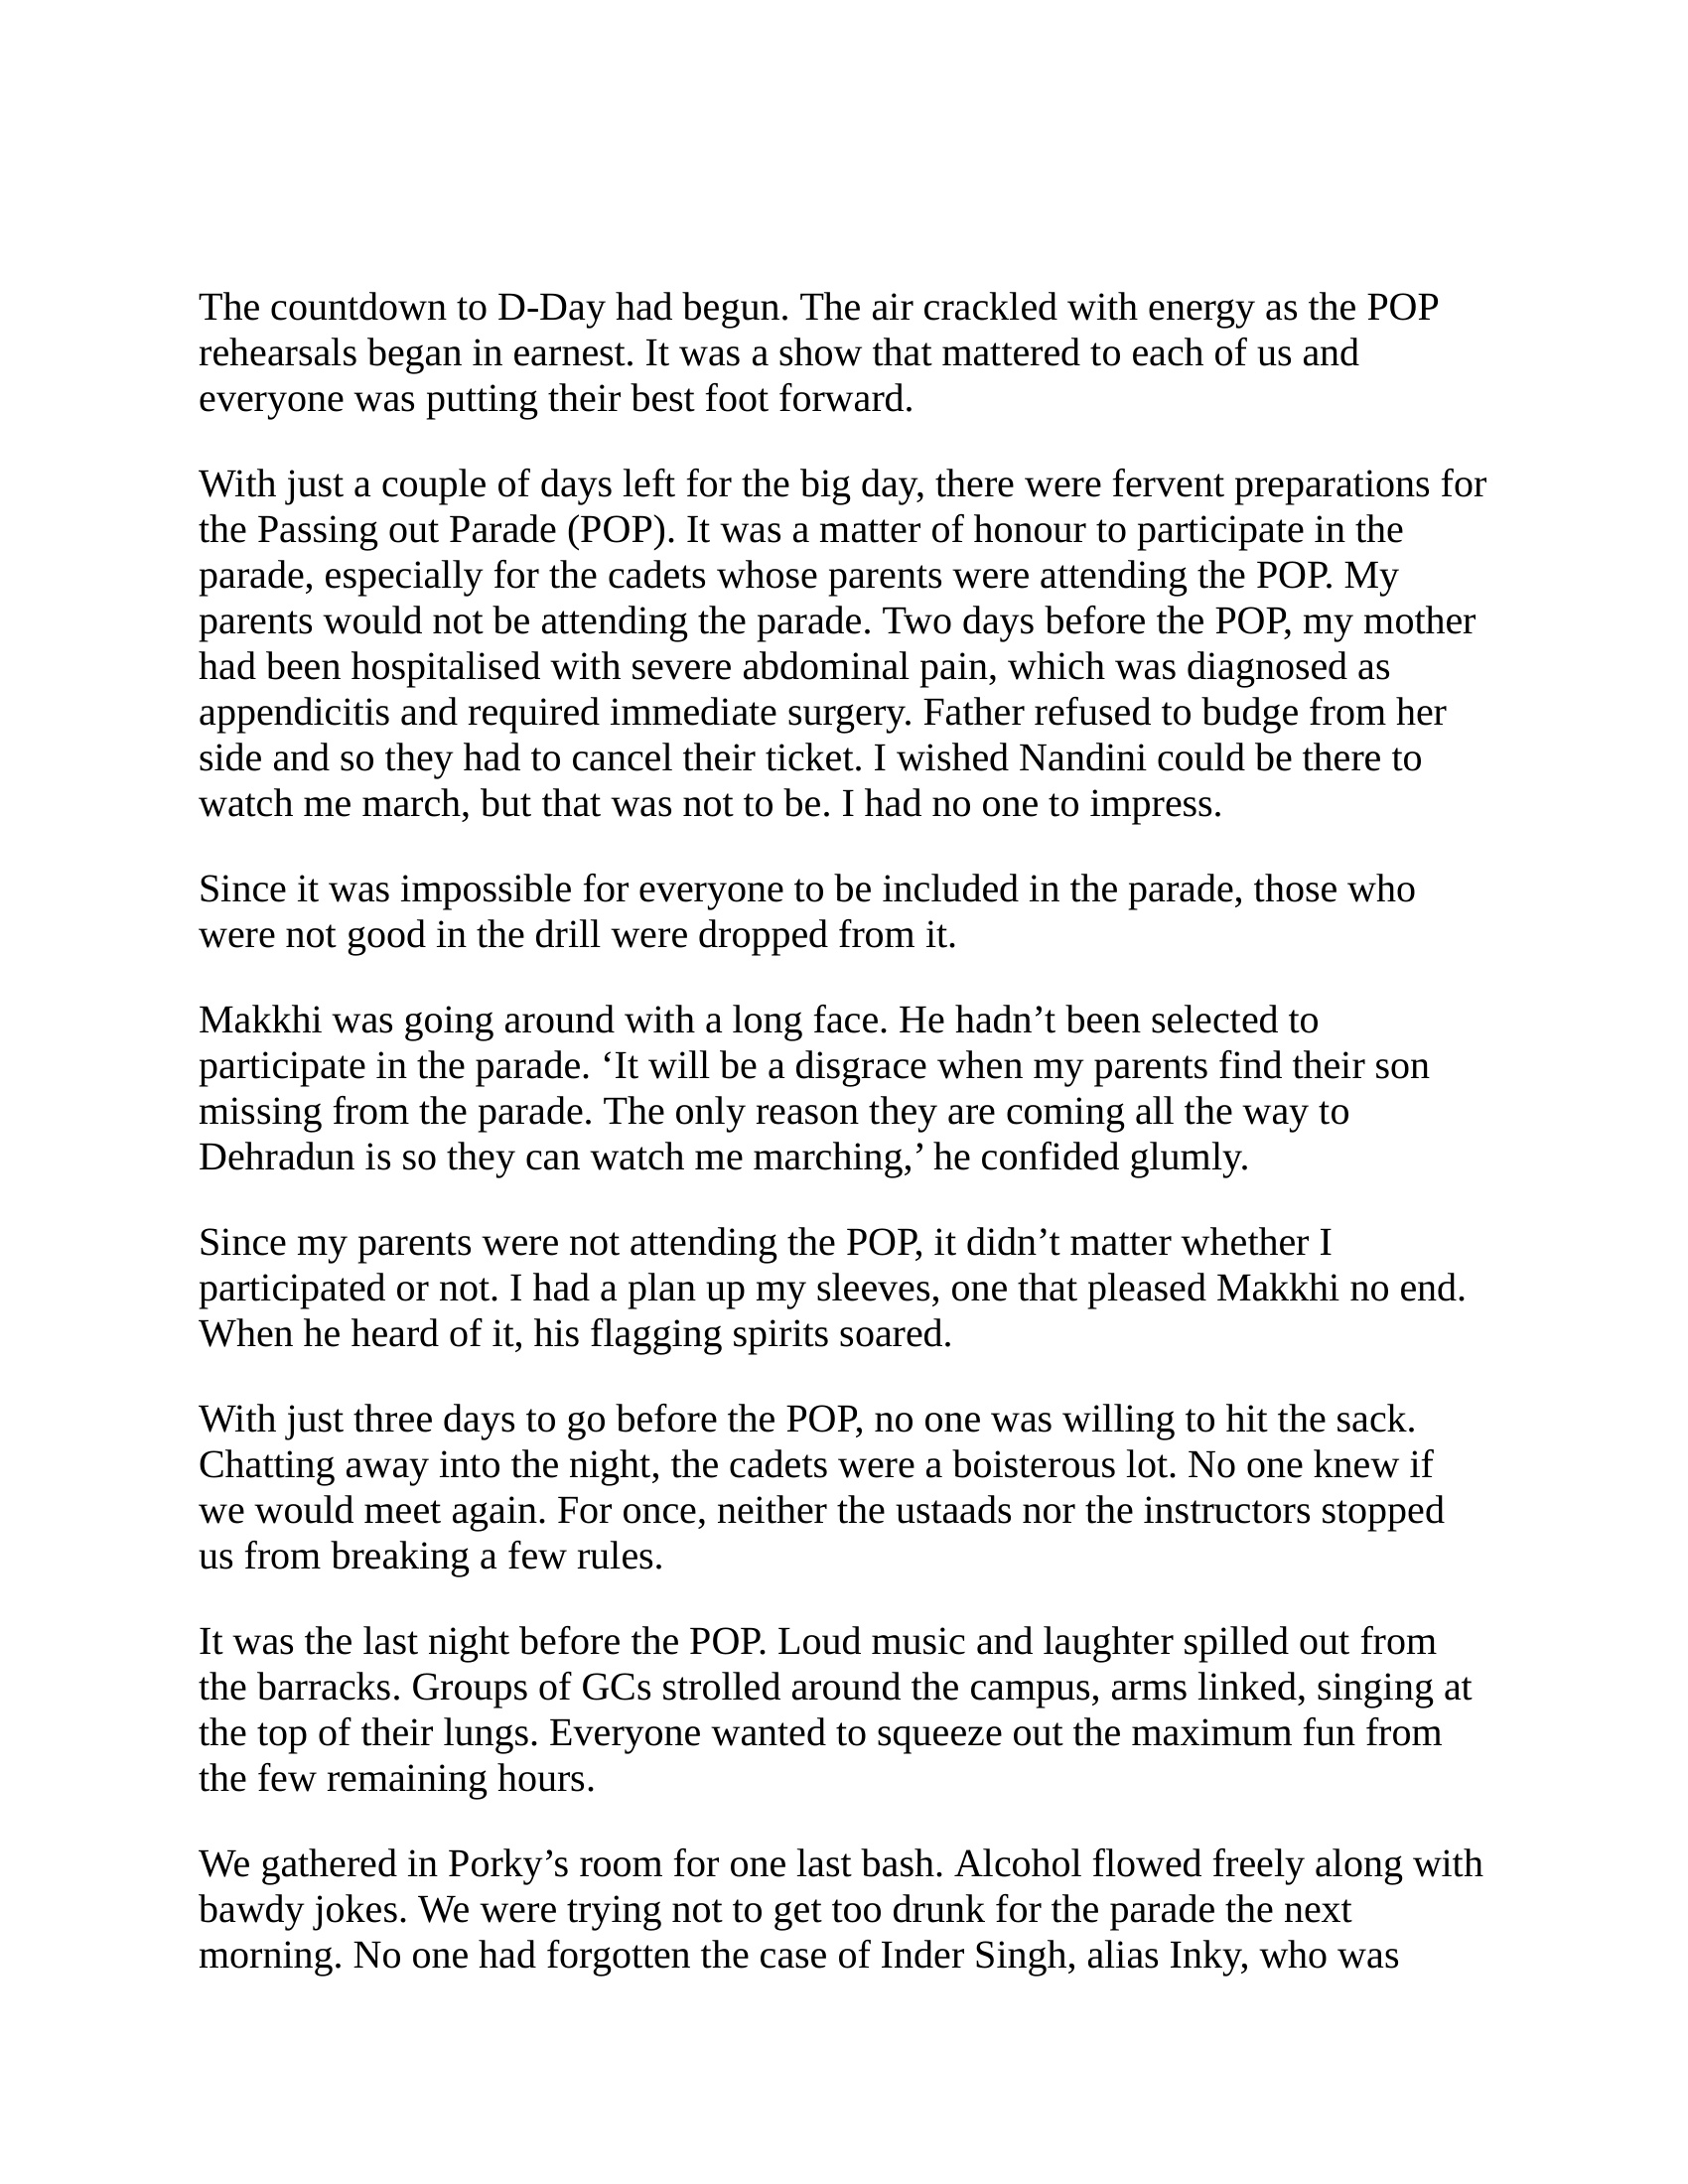 The countdown to D-Day had begun. The air crackled with energy as the POP
rehearsals began in earnest. It was a show that mattered to each of us and
everyone was putting their best foot forward.
With just a couple of days left for the big day, there were fervent preparations for
the Passing out Parade (POP). It was a matter of honour to participate in the
parade, especially for the cadets whose parents were attending the POP. My
parents would not be attending the parade. Two days before the POP, my mother
had been hospitalised with severe abdominal pain, which was diagnosed as
appendicitis and required immediate surgery. Father refused to budge from her
side and so they had to cancel their ticket. I wished Nandini could be there to
watch me march, but that was not to be. I had no one to impress.
Since it was impossible for everyone to be included in the parade, those who
were not good in the drill were dropped from it.
Makkhi was going around with a long face. He hadn’t been selected to
participate in the parade. ‘It will be a disgrace when my parents find their son
missing from the parade. The only reason they are coming all the way to
Dehradun is so they can watch me marching,’ he confided glumly.
Since my parents were not attending the POP, it didn’t matter whether I
participated or not. I had a plan up my sleeves, one that pleased Makkhi no end.
When he heard of it, his flagging spirits soared.
With just three days to go before the POP, no one was willing to hit the sack.
Chatting away into the night, the cadets were a boisterous lot. No one knew if
we would meet again. For once, neither the ustaads nor the instructors stopped
us from breaking a few rules.
It was the last night before the POP. Loud music and laughter spilled out from
the barracks. Groups of GCs strolled around the campus, arms linked, singing at
the top of their lungs. Everyone wanted to squeeze out the maximum fun from
the few remaining hours.
We gathered in Porky’s room for one last bash. Alcohol flowed freely along with
bawdy jokes. We were trying not to get too drunk for the parade the next
morning. No one had forgotten the case of Inder Singh, alias Inky, who was